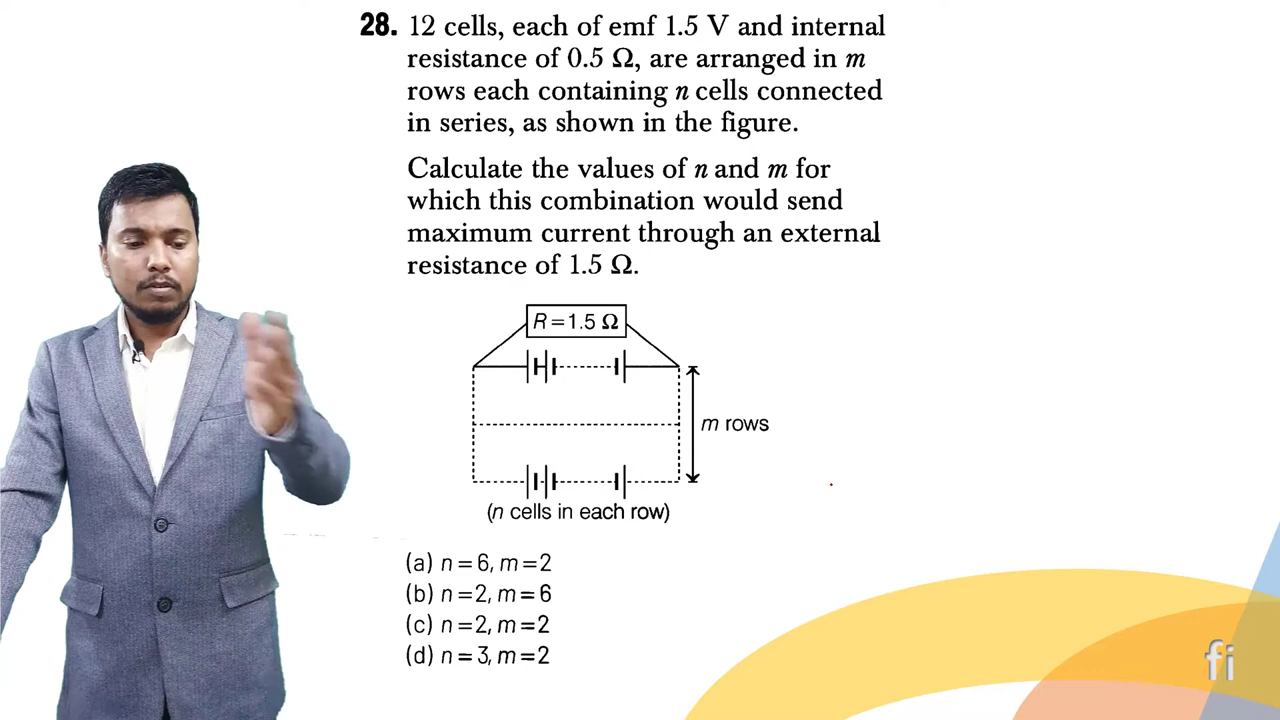 28. 12 cells, each of emf 1.5 V and internal
resistance of 0.5 Ω, are arranged in m
rows each containing n cells connected
in series, as shown in the figure.
Calculate the values of n and m for
which this combination would send
maximum current through an external
resistance of 1.5 Ω.
R=1.5 Ω
m rows
(n cells in each row)
(a) n=6, m=2
(b) n=2, m=6
(c) n=2, m=2
(d) n=3, m=2
fi